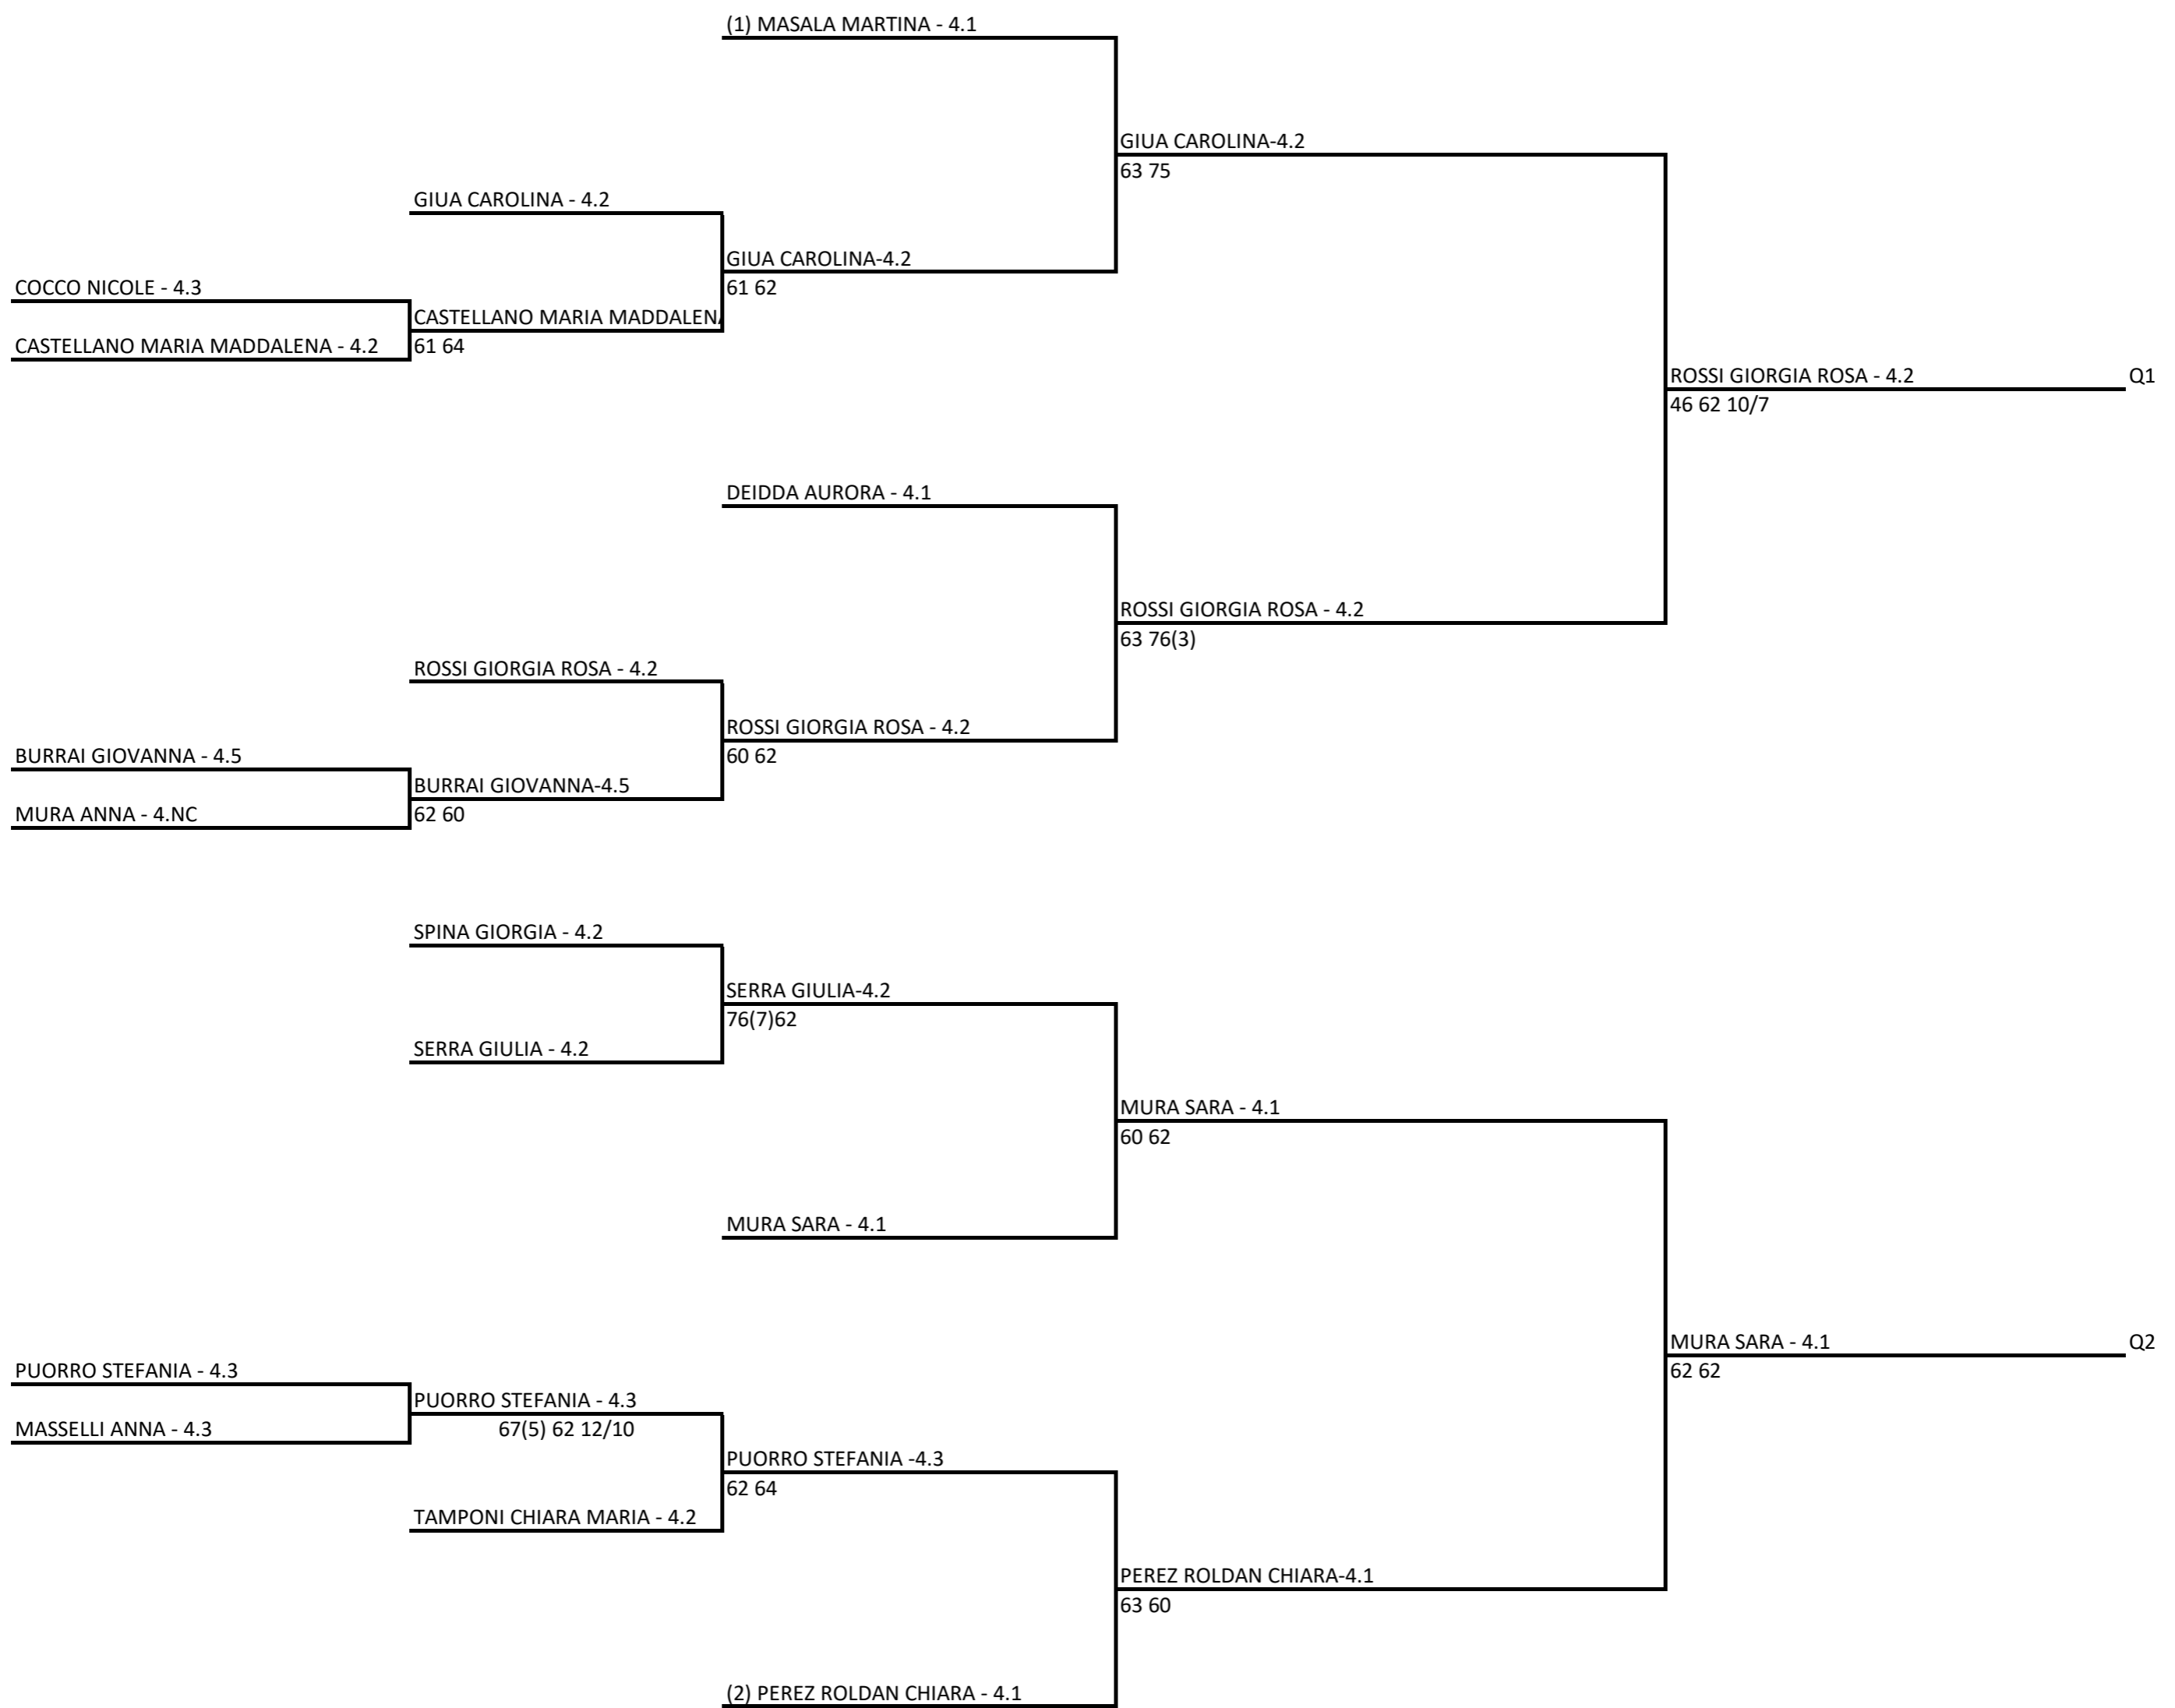 (1) MASALA MARTINA - 4.1
GIUA CAROLINA-4.2
63 75
GIUA CAROLINA - 4.2
GIUA CAROLINA-4.2
61 62
COCCO NICOLE - 4.3
CASTELLANO MARIA MADDALENA
61 64
CASTELLANO MARIA MADDALENA - 4.2
ROSSI GIORGIA ROSA - 4.2
Q1
46 62 10/7
DEIDDA AURORA - 4.1
ROSSI GIORGIA ROSA - 4.2
63 76(3)
ROSSI GIORGIA ROSA - 4.2
ROSSI GIORGIA ROSA - 4.2
60 62
BURRAI GIOVANNA - 4.5
BURRAI GIOVANNA-4.5
62 60
MURA ANNA - 4.NC
SPINA GIORGIA - 4.2
SERRA GIULIA-4.2
76(7)62
SERRA GIULIA - 4.2
MURA SARA - 4.1
60 62
MURA SARA - 4.1
MURA SARA - 4.1
Q2
62 62
PUORRO STEFANIA - 4.3
PUORRO STEFANIA - 4.3
67(5) 62 12/10
MASSELLI ANNA - 4.3
PUORRO STEFANIA -4.3
62 64
TAMPONI CHIARA MARIA - 4.2
PEREZ ROLDAN CHIARA-4.1
63 60
(2) PEREZ ROLDAN CHIARA - 4.1